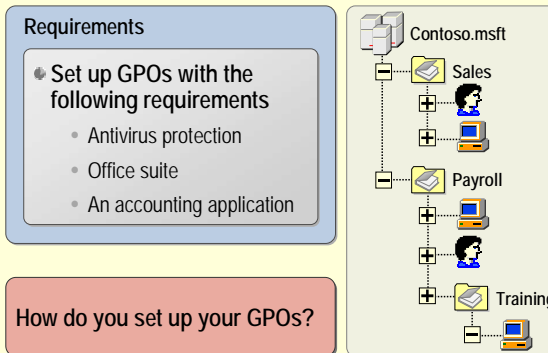 Requirements
Set up GPOs with the
following requirements
Antivirus protection
Office suite
An accounting application
How do you set up your GPOs?
Contoso.msft
Sales
Payroll
Training